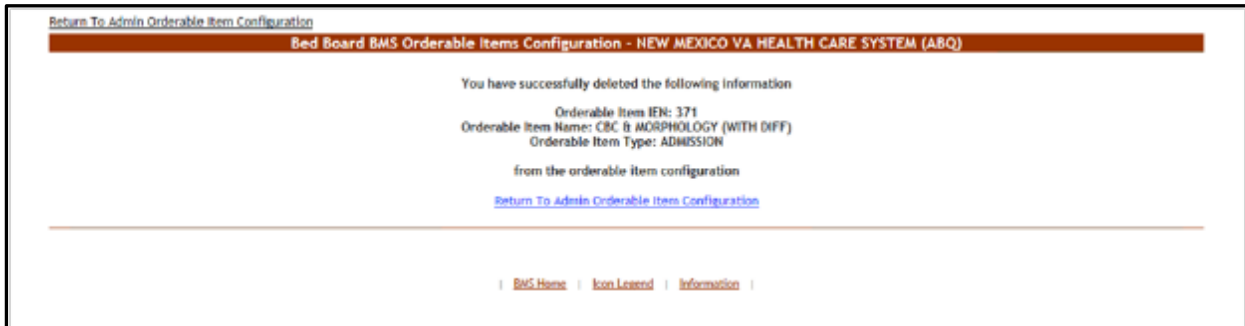 Return To Admin Orderable Item Configuration
Bed Board BMS Orderable Items Configuration - NEW MEXICO VA HEALTH CARE SYSTEM (ABQ)
You have successfully deleted the following information
Orderable Item IEN: 371
Orderable Item Name: CBC & MORPHOLOGY (WITH DIFF)
Orderable Item Type: ADMISSION
from the orderable item configuration
Return To Admin Orderable Item Configuration
| BMS Home | Icon Legend | Information |